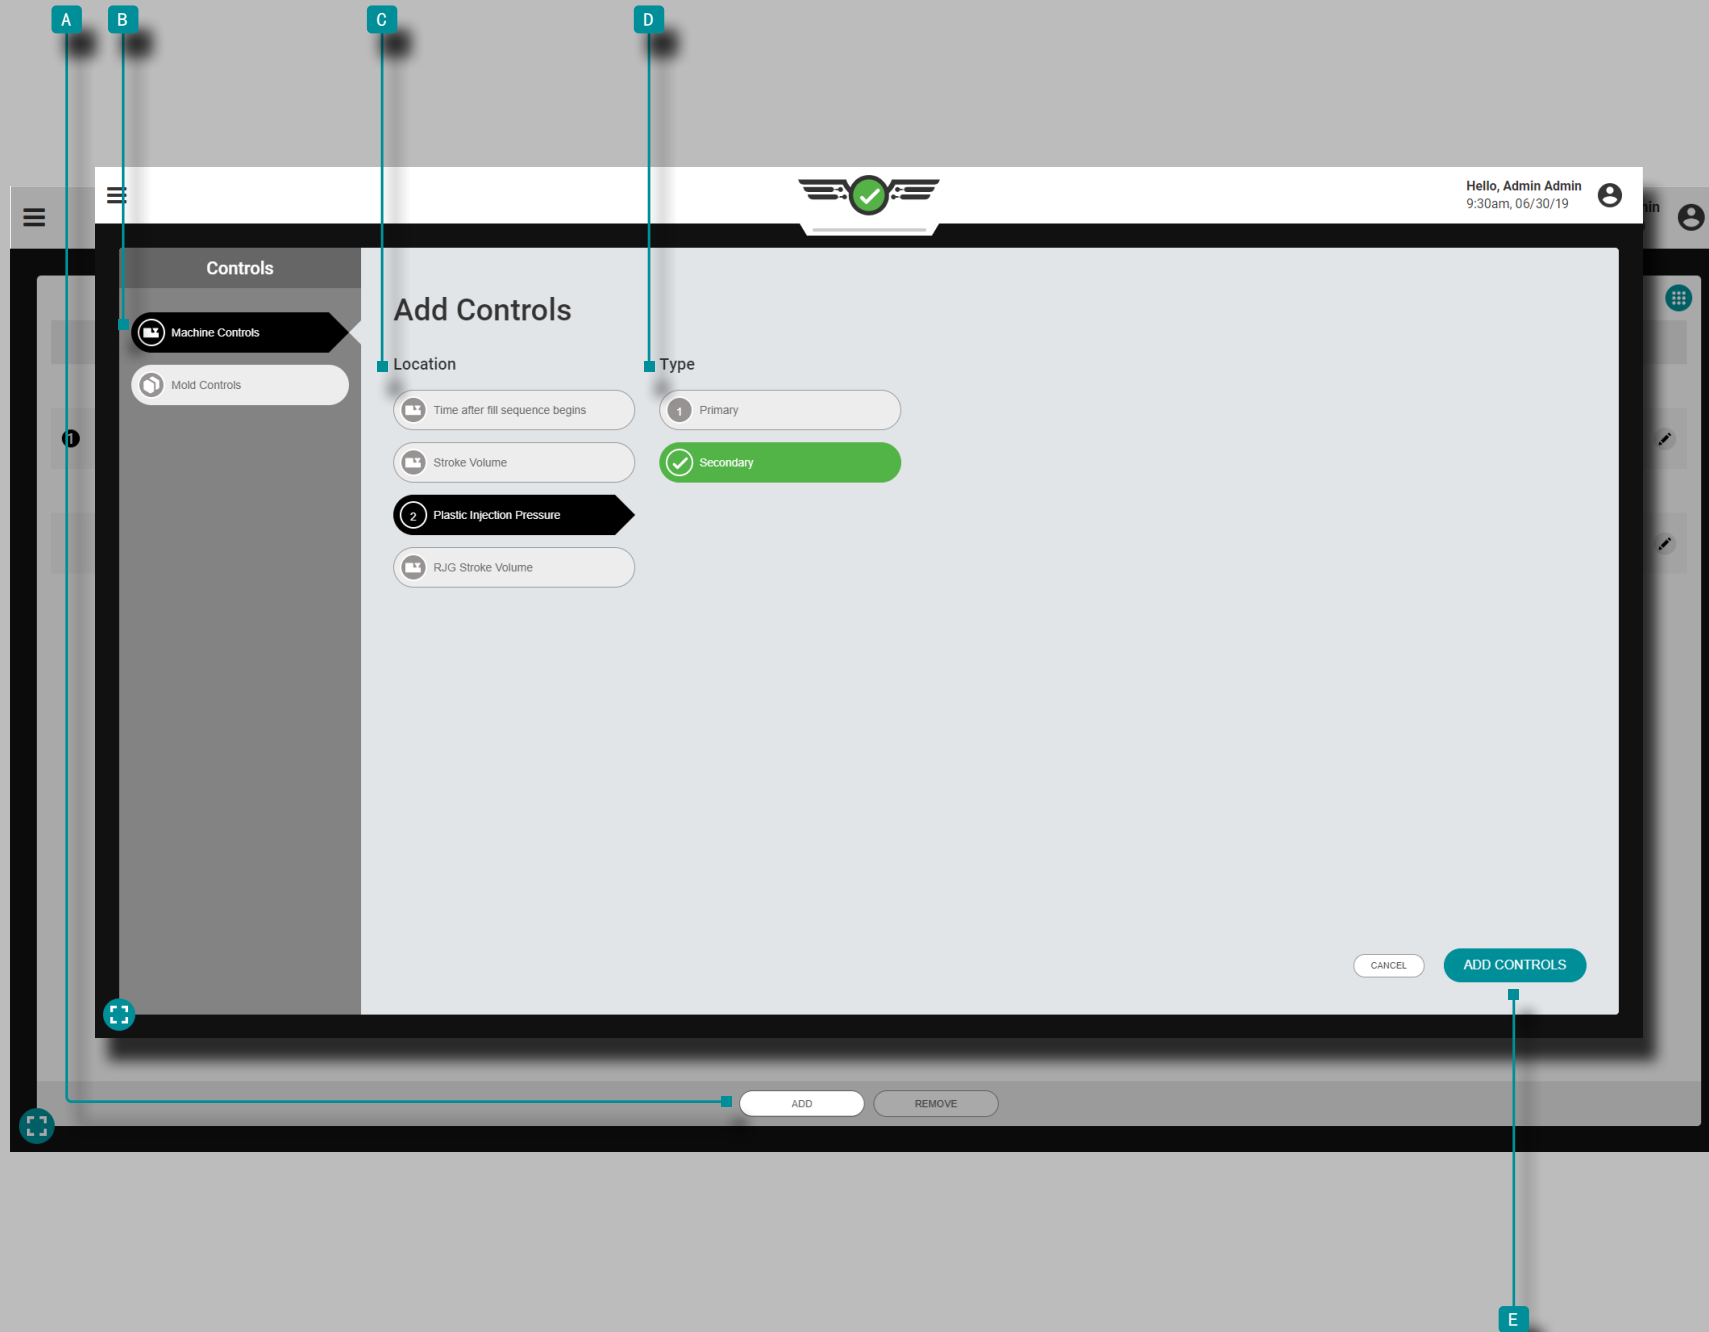 A B C D
Hello, Admin Admin
9:30am, 06/30/19
Controls
Machine Controls
Mold Controls
Add Controls
Location
Type
Time after fill sequence begins
1 Primary
Stroke Volume
Secondary
2 Plastic Injection Pressure
RJG Stroke Volume
1
CANCEL
ADD CONTROLS
ADD
REMOVE
E